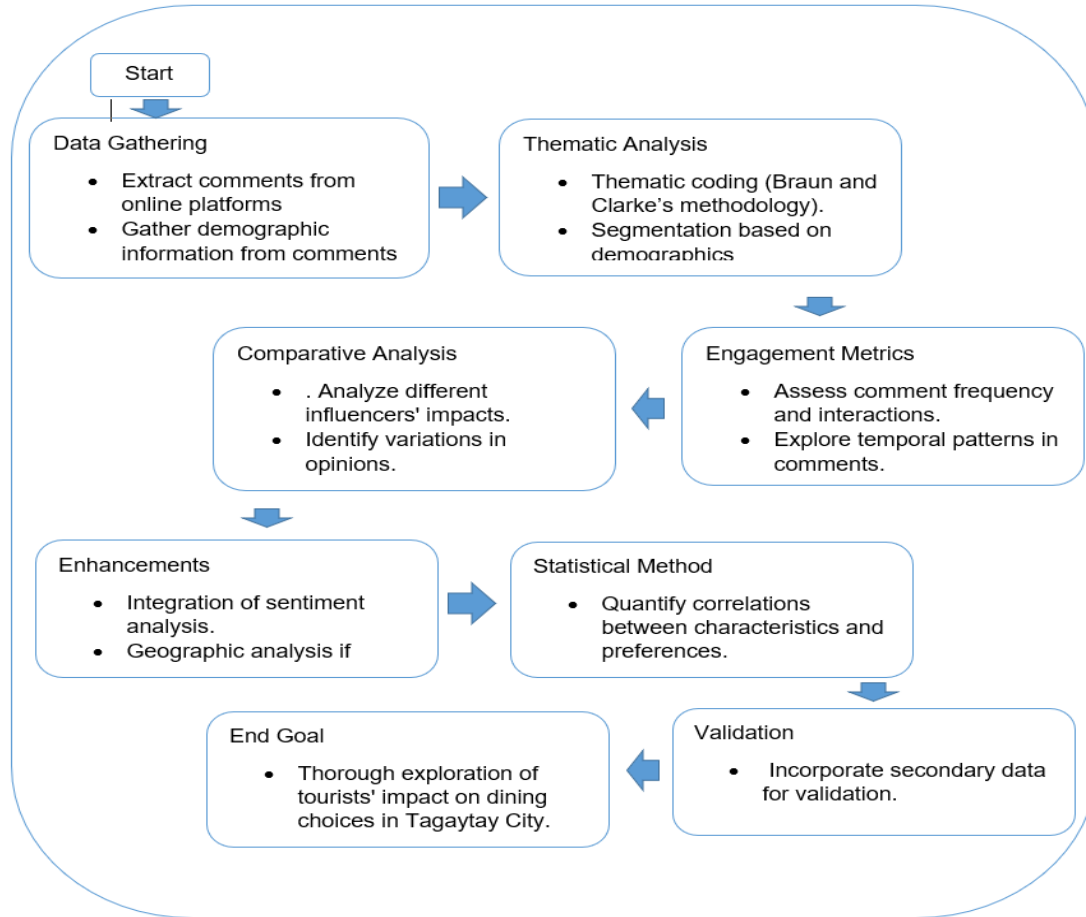 Start
Data Gathering
• Extract comments from
online platforms
• Gather demographic
information from comments
Thematic Analysis
• Thematic coding (Braun and
Clarke’s methodology).
• Segmentation based on
demographics
Engagement Metrics
• Assess comment frequency
and interactions.
• Explore temporal patterns in
comments.
Comparative Analysis
• . Analyze different
influencers' impacts.
• Identify variations in
opinions.
Enhancements
• Integration of sentiment
analysis.
• Geographic analysis if
Statistical Method
• Quantify correlations
between characteristics and
preferences.
Validation
• Incorporate secondary data
for validation.
End Goal
• Thorough exploration of
tourists' impact on dining
choices in Tagaytay City.